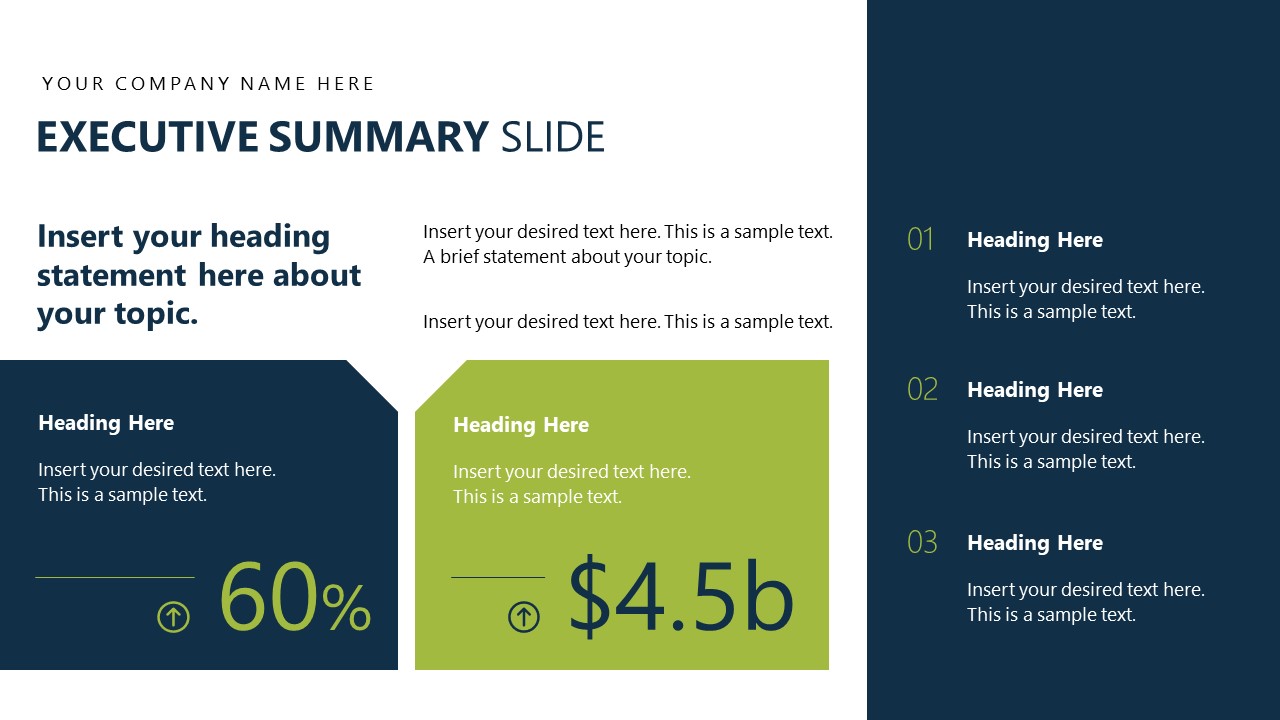 YOUR COMPANY NAME HERE
EXECUTIVE SUMMARY SLIDE
Insert your heading
statement here about
your topic.
Insert your desired text here. This is a sample text.
A brief statement about your topic.
Insert your desired text here. This is a sample text.
Heading Here
Insert your desired text here.
This is a sample text.
60%
Heading Here
Insert your desired text here.
This is a sample text.
$4.5b
01 Heading Here
Insert your desired text here.
This is a sample text.
02 Heading Here
Insert your desired text here.
This is a sample text.
03 Heading Here
Insert your desired text here.
This is a sample text.